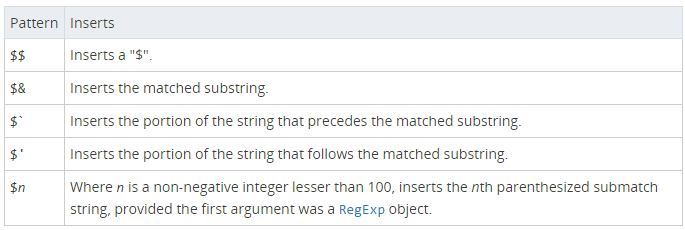 Pattern Inserts
$$ Inserts a "$".
$& Inserts the matched substring.
$` Inserts the portion of the string that precedes the matched substring.
$' Inserts the portion of the string that follows the matched substring.
$n Where n is a non-negative integer lesser than 100, inserts the nth parenthesized submatch
string, provided the first argument was a RegExp object.